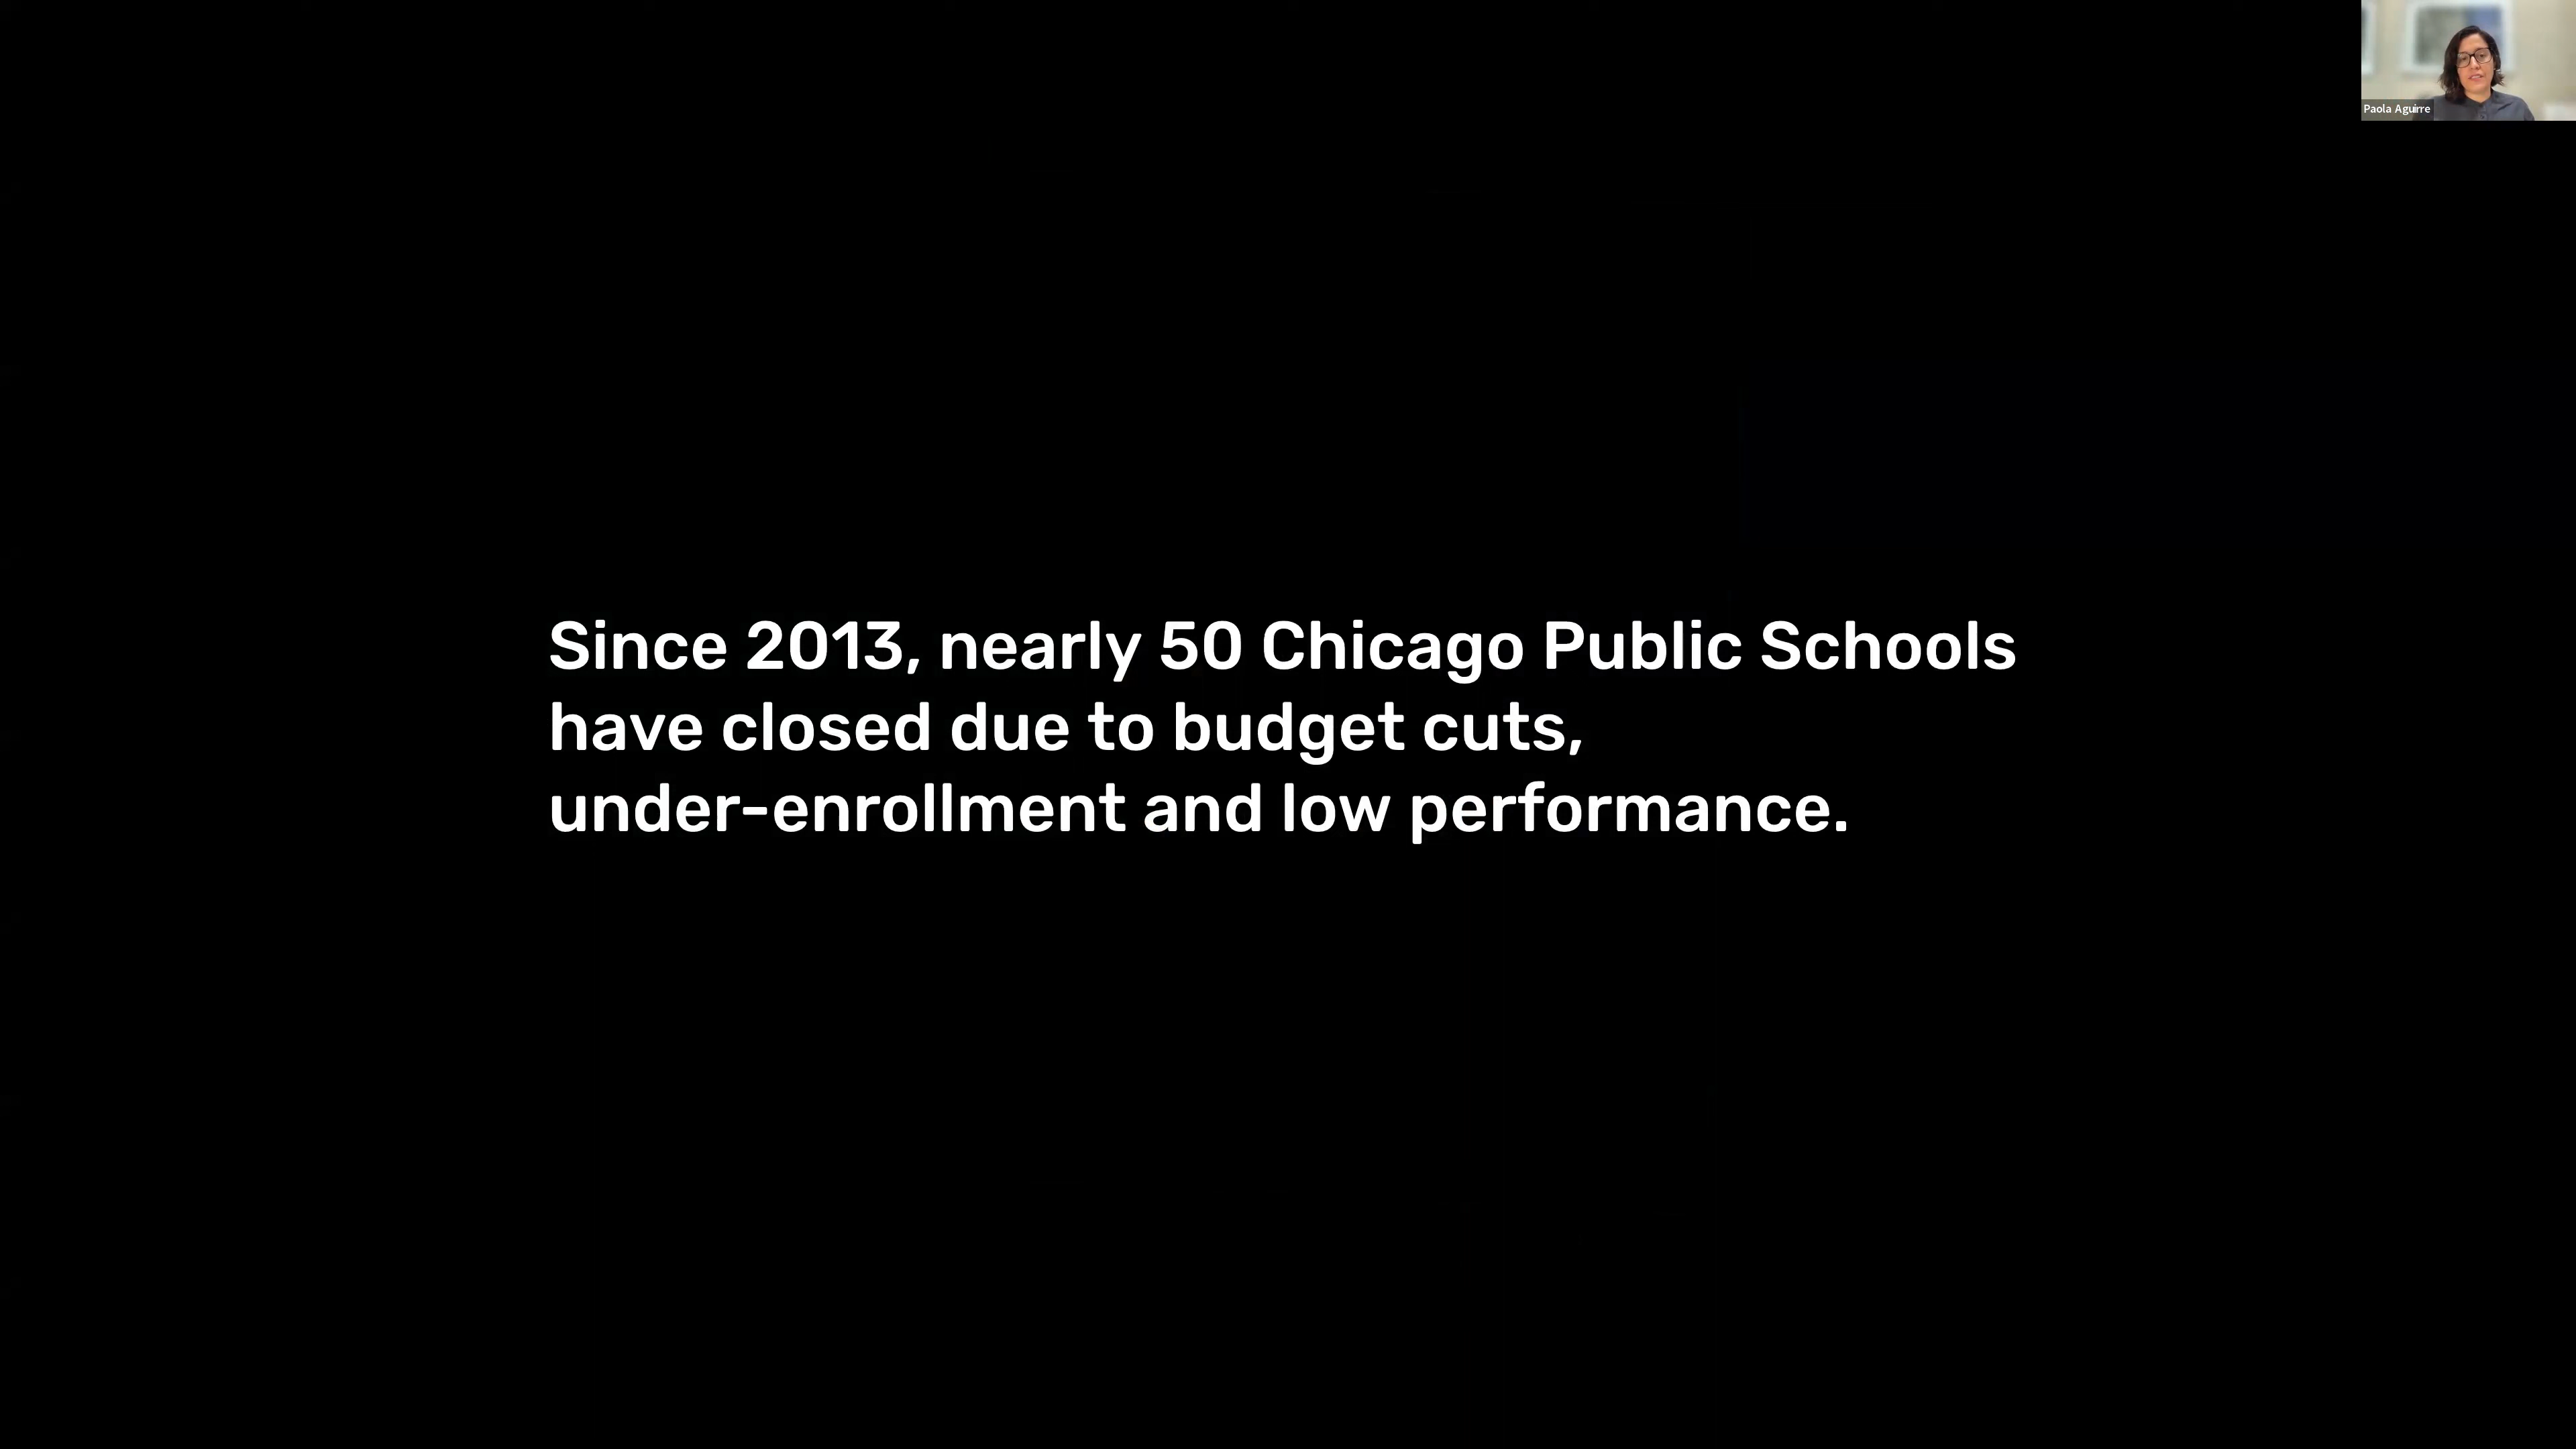 Paola Aguirre
Since 2013, nearly 50 Chicago Public Schools
have closed due to budget cuts,
under-enrollment and low performance.